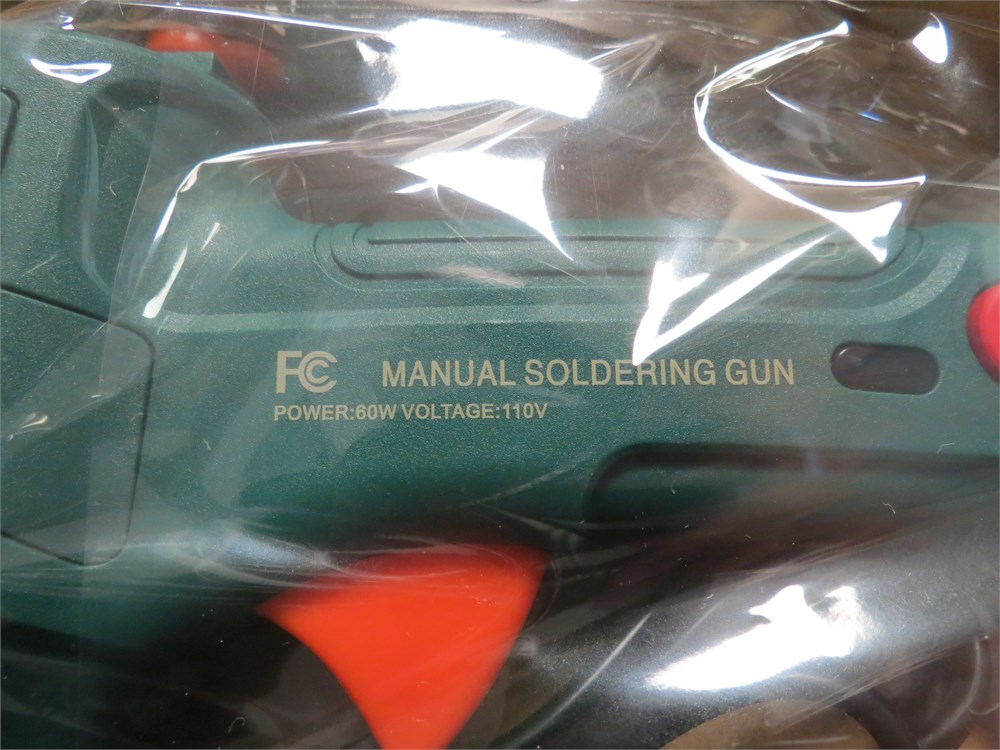 FC MANUAL SOLDERING GUN
POWER:60W VOLTAGE:110V